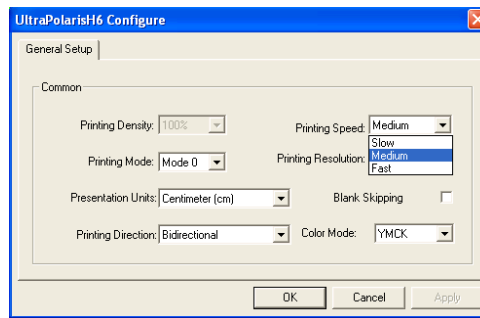 UltraPolarisH6 Configure
General Setup
Common
Printing Density: 100% Printing Speed: Medium
Slow
Medium
Fast
Printing Mode: Mode 0 Printing Resolution:
Presentation Units: Centimeter (cm) Blank Skipping
Printing Direction: Bidirectional Color Mode: YMCK
OK Cancel Apply